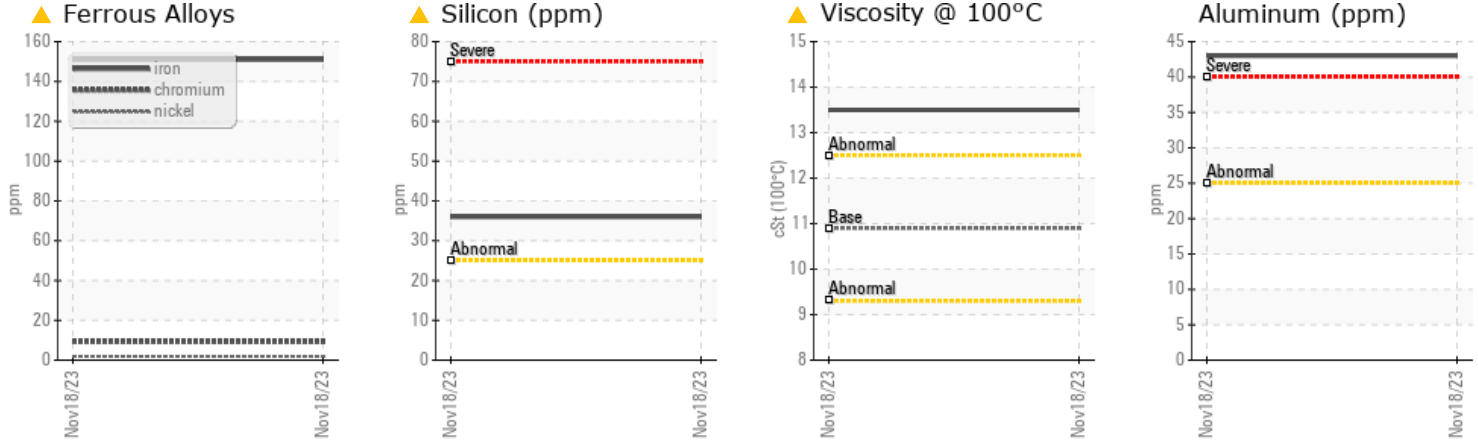 Ferrous Alloys
160
140
120
100
80
60
40
20
0
ppm
iron
chromium
nickel
Nov18/23
Nov18/23
Silicon (ppm)
80
70
60
50
40
30
20
10
0
ppm
Severe
Abnormal
Nov18/23
Nov18/23
Viscosity @ 100°C
15
14
13
12
11
10
9
8
cSt (100°C)
Abnormal
Base
Abnormal
Nov18/23
Nov18/23
Aluminum (ppm)
45
40
35
30
25
20
15
10
5
0
ppm
Severe
Abnormal
Nov18/23
Nov18/23